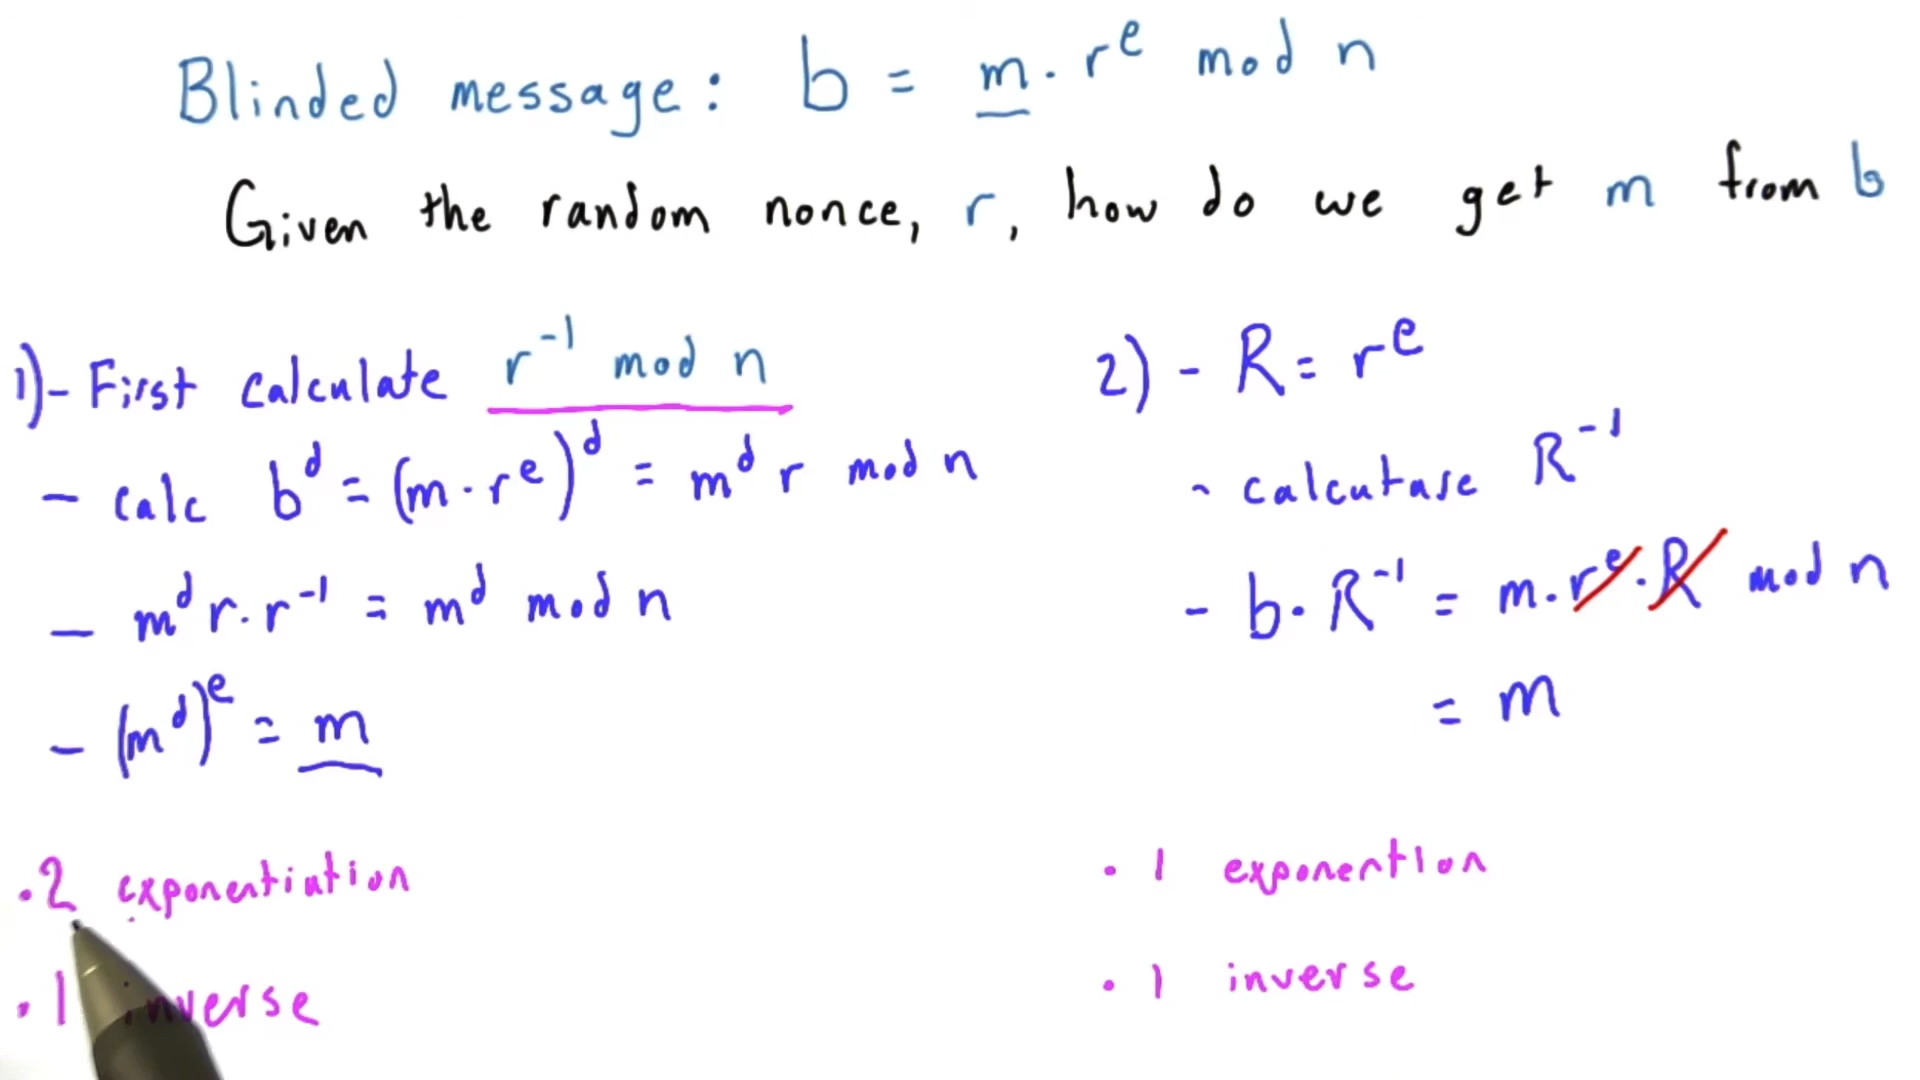 Blinded message: b = m · r^e mod n
Given the random nonce, r, how do we get m from b
1) - First calculate r^-1 mod n
- calc b^d = (m · r^e)^d = m^d r mod n
- m^d r · r^-1 = m^d mod n
- (m^d)^e = m
· 2 exponentiation
· 1 inverse
2) - R = r^e
- calculate R^-1
- b · R^-1 = m · r^e · R mod n
= m
· 1 exponention
· 1 inverse